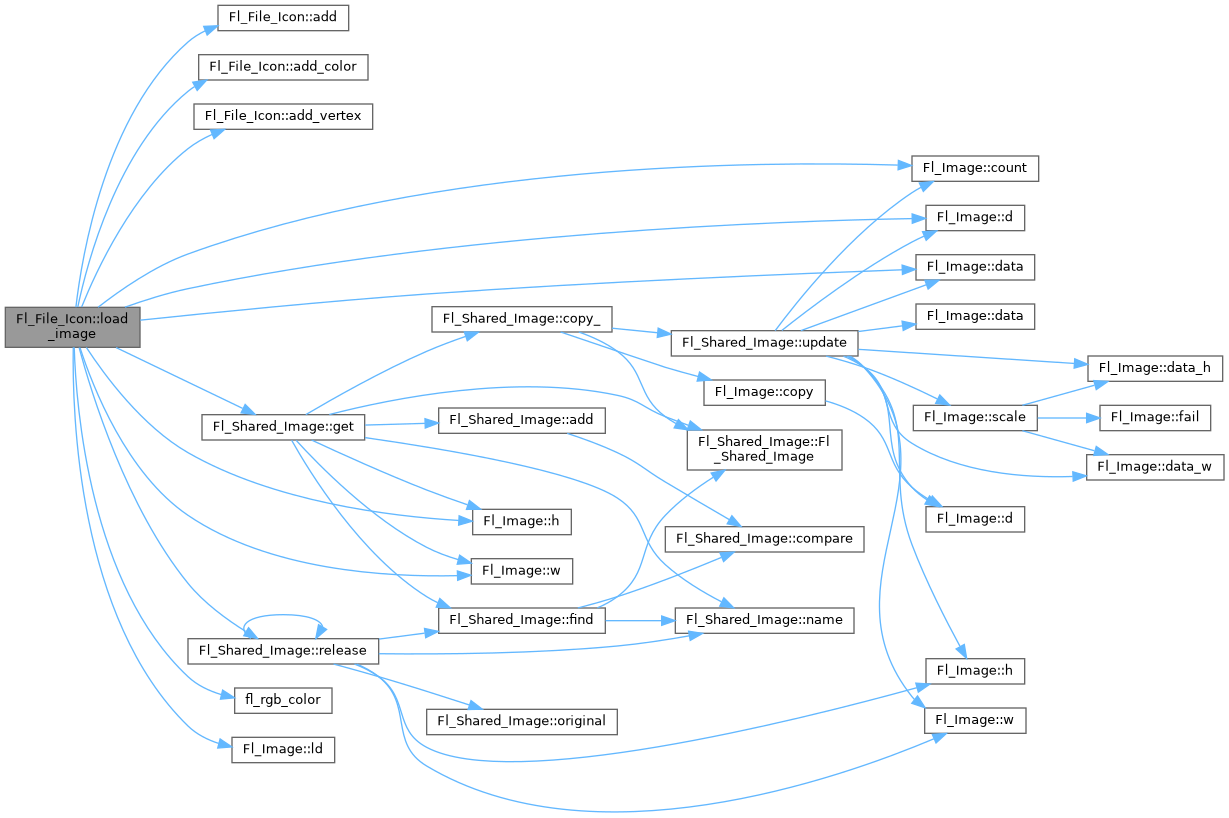 Fl_File_Icon::add
Fl_File_Icon::add_color
Fl_File_Icon::add_vertex
Fl_Image::count
Fl_Image::d
Fl_Image::data
Fl_File_Icon::load
_image
Fl_Shared_Image::copy_
Fl_Image::data
Fl_Shared_Image::update
Fl_Image::data_h
Fl_Image::copy
Fl_Image::scale
Fl_Image::fail
Fl_Shared_Image::get
Fl_Shared_Image::add
Fl_Shared_Image::Fl
_Shared_Image
Fl_Image::data_w
Fl_Image::h
Fl_Image::d
Fl_Shared_Image::compare
Fl_Image::w
Fl_Shared_Image::find
Fl_Shared_Image::name
Fl_Shared_Image::release
Fl_Image::h
fl_rgb_color
Fl_Shared_Image::original
Fl_Image::w
Fl_Image::ld